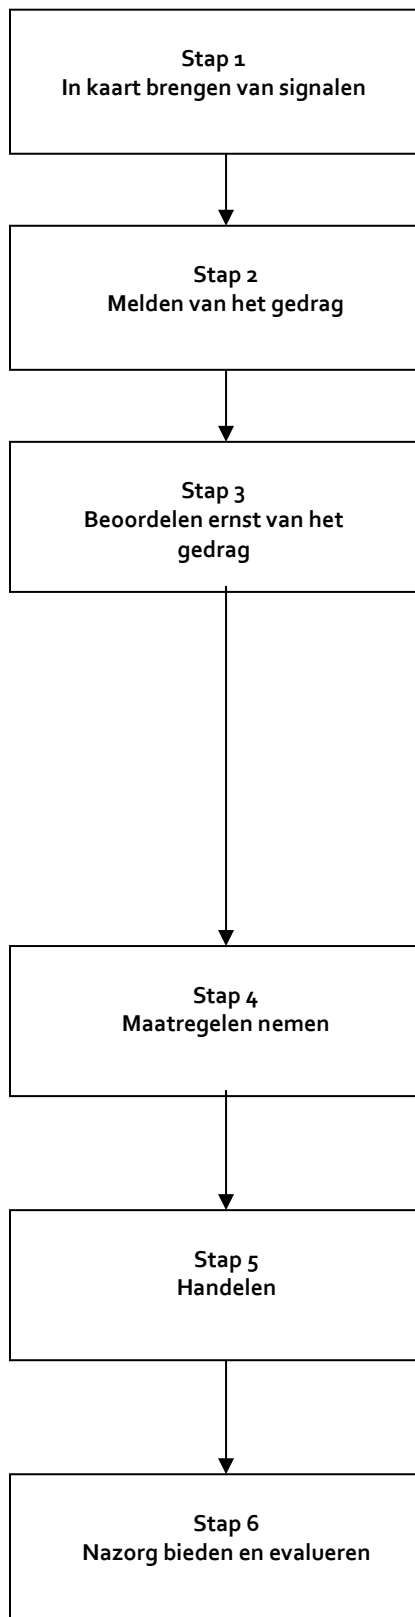 Stap 1
In kaart brengen van signalen
Stap 2
Melden van het gedrag
Stap 3
Beoordelen ernst van het
gedrag
Stap 4
Maatregelen nemen
Stap 5
Handelen
Stap 6
Nazorg bieden en evalueren